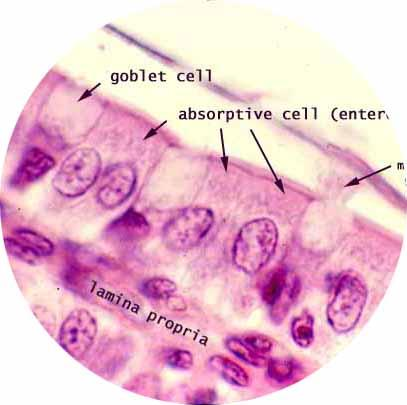 goblet cell
absorptive cell (enter
m
lamina propria